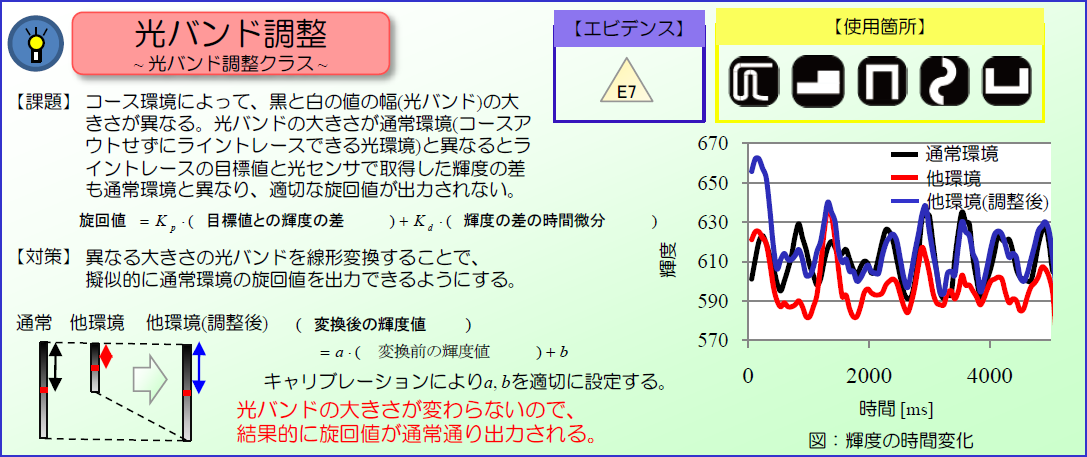 光バンド調整
~ 光バンド調整クラス ~
【エビデンス】
E7
【使用箇所】
【課題】 コース環境によって、黒と白の値の幅(光バンド)の大
きさが異なる。光バンドの大きさが通常環境(コースア
ウトせずにライントレースできる光環境)と異なるとラ
イントレースの目標値と光センサで取得した輝度の差
も通常環境と異なり、適切な旋回値が出力されない。
旋回値 = Kp・( 目標値との輝度の差 )+Kd・( 輝度の差の時間微分 )
【対策】 異なる大きさの光バンドを線形変換することで、
擬似的に通常環境の旋回値を出力できるようにする。
通常 他環境 他環境(調整後) ( 変換後の輝度値 )
= a・( 変換前の輝度値 )+b
キャリブレーションによりa, bを適切に設定する。
光バンドの大きさが変わらないので、
結果的に旋回値が通常通り出力される。
670
650
630
610
590
570
輝度
通常環境
他環境
他環境(調整後)
0 2000 4000
時間 [ms]
図：輝度の時間変化